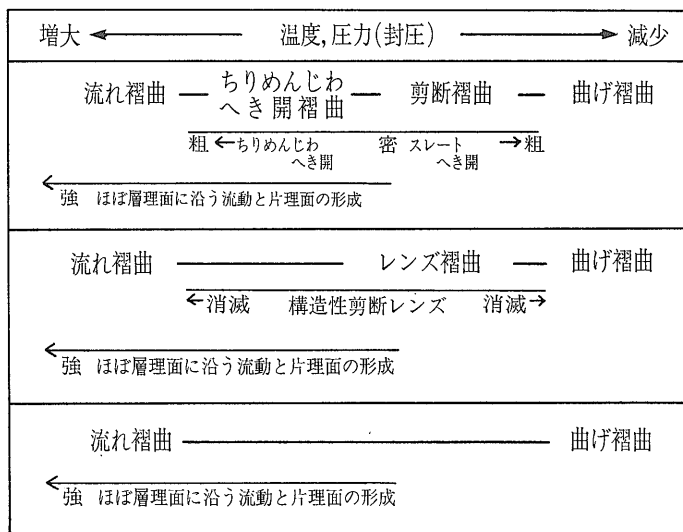 増大 ← 温度,圧力(封圧) → 減少
流れ褶曲 — ちりめんじわへき開褶曲 — 剪断褶曲 — 曲げ褶曲
粗 ←ちりめんじわへき開 密 スレートへき開 →粗
強 ほぼ層理面に沿う流動と片理面の形成
流れ褶曲 — レンズ褶曲 — 曲げ褶曲
←消滅 構造性剪断レンズ 消滅→
強 ほぼ層理面に沿う流動と片理面の形成
流れ褶曲 — 曲げ褶曲
強 ほぼ層理面に沿う流動と片理面の形成